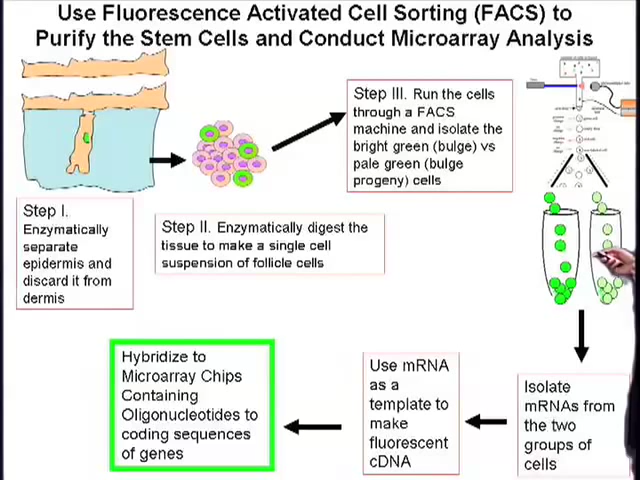 Use Fluorescence Activated Cell Sorting (FACS) to
Purify the Stem Cells and Conduct Microarray Analysis
Step I.
Enzymatically
separate
epidermis and
discard it from
dermis
Step II. Enzymatically digest the
tissue to make a single cell
suspension of follicle cells
Step III. Run the cells
through a FACS
machine and isolate the
bright green (bulge) vs
pale green (bulge
progeny) cells
Isolate
mRNAs from
the two
groups of
cells
Use mRNA
as a
template to
make
fluorescent
cDNA
Hybridize to
Microarray Chips
Containing
Oligonucleotides to
coding sequences
of genes